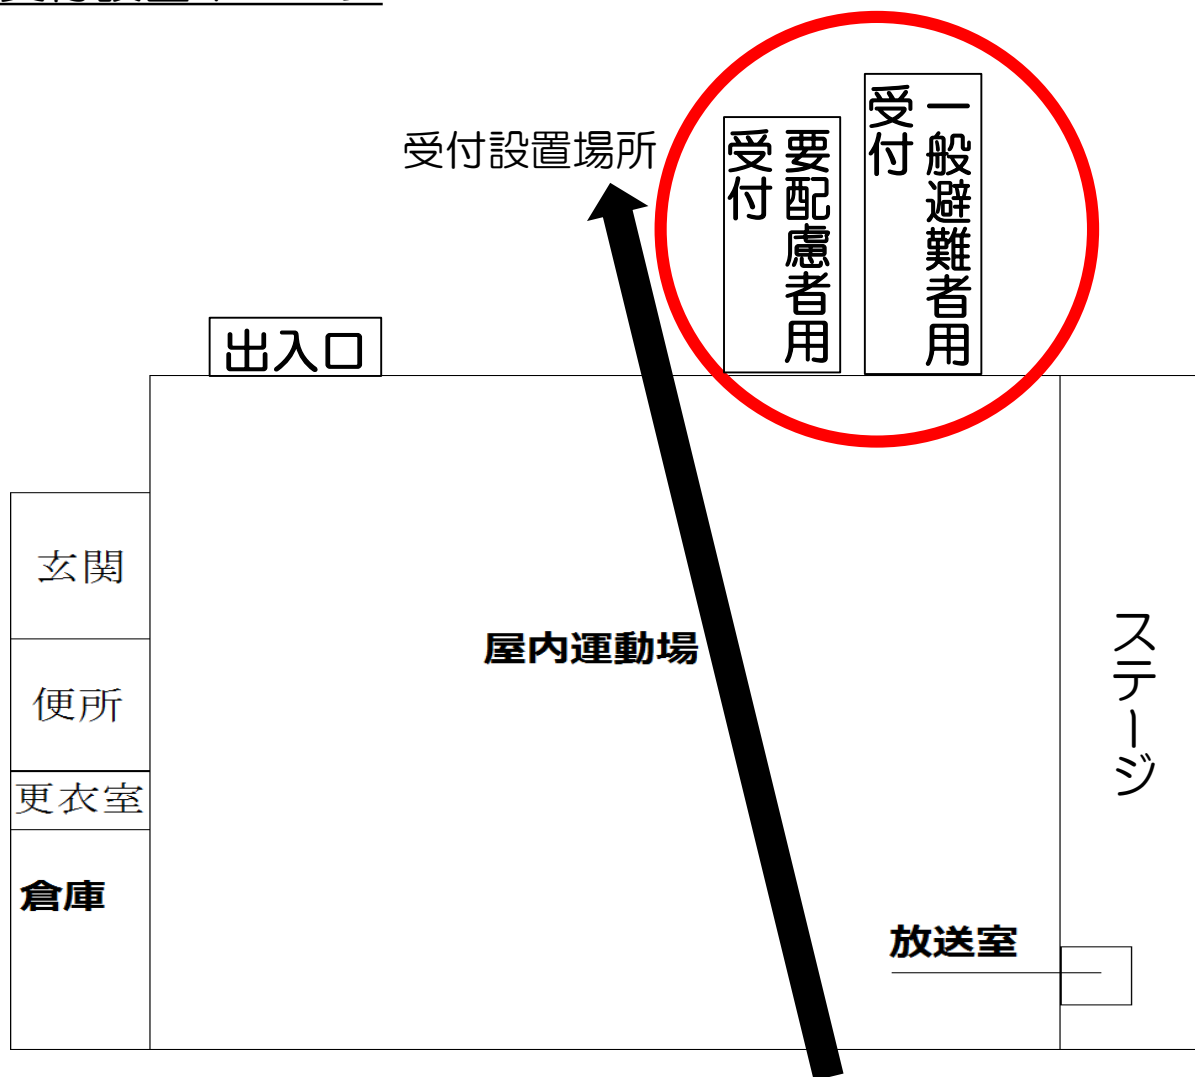 受付設置場所
一般避難者用
受付
要配慮者用
受付
出入口
玄関
便所
更衣室
倉庫
屋内運動場
ステージ
放送室